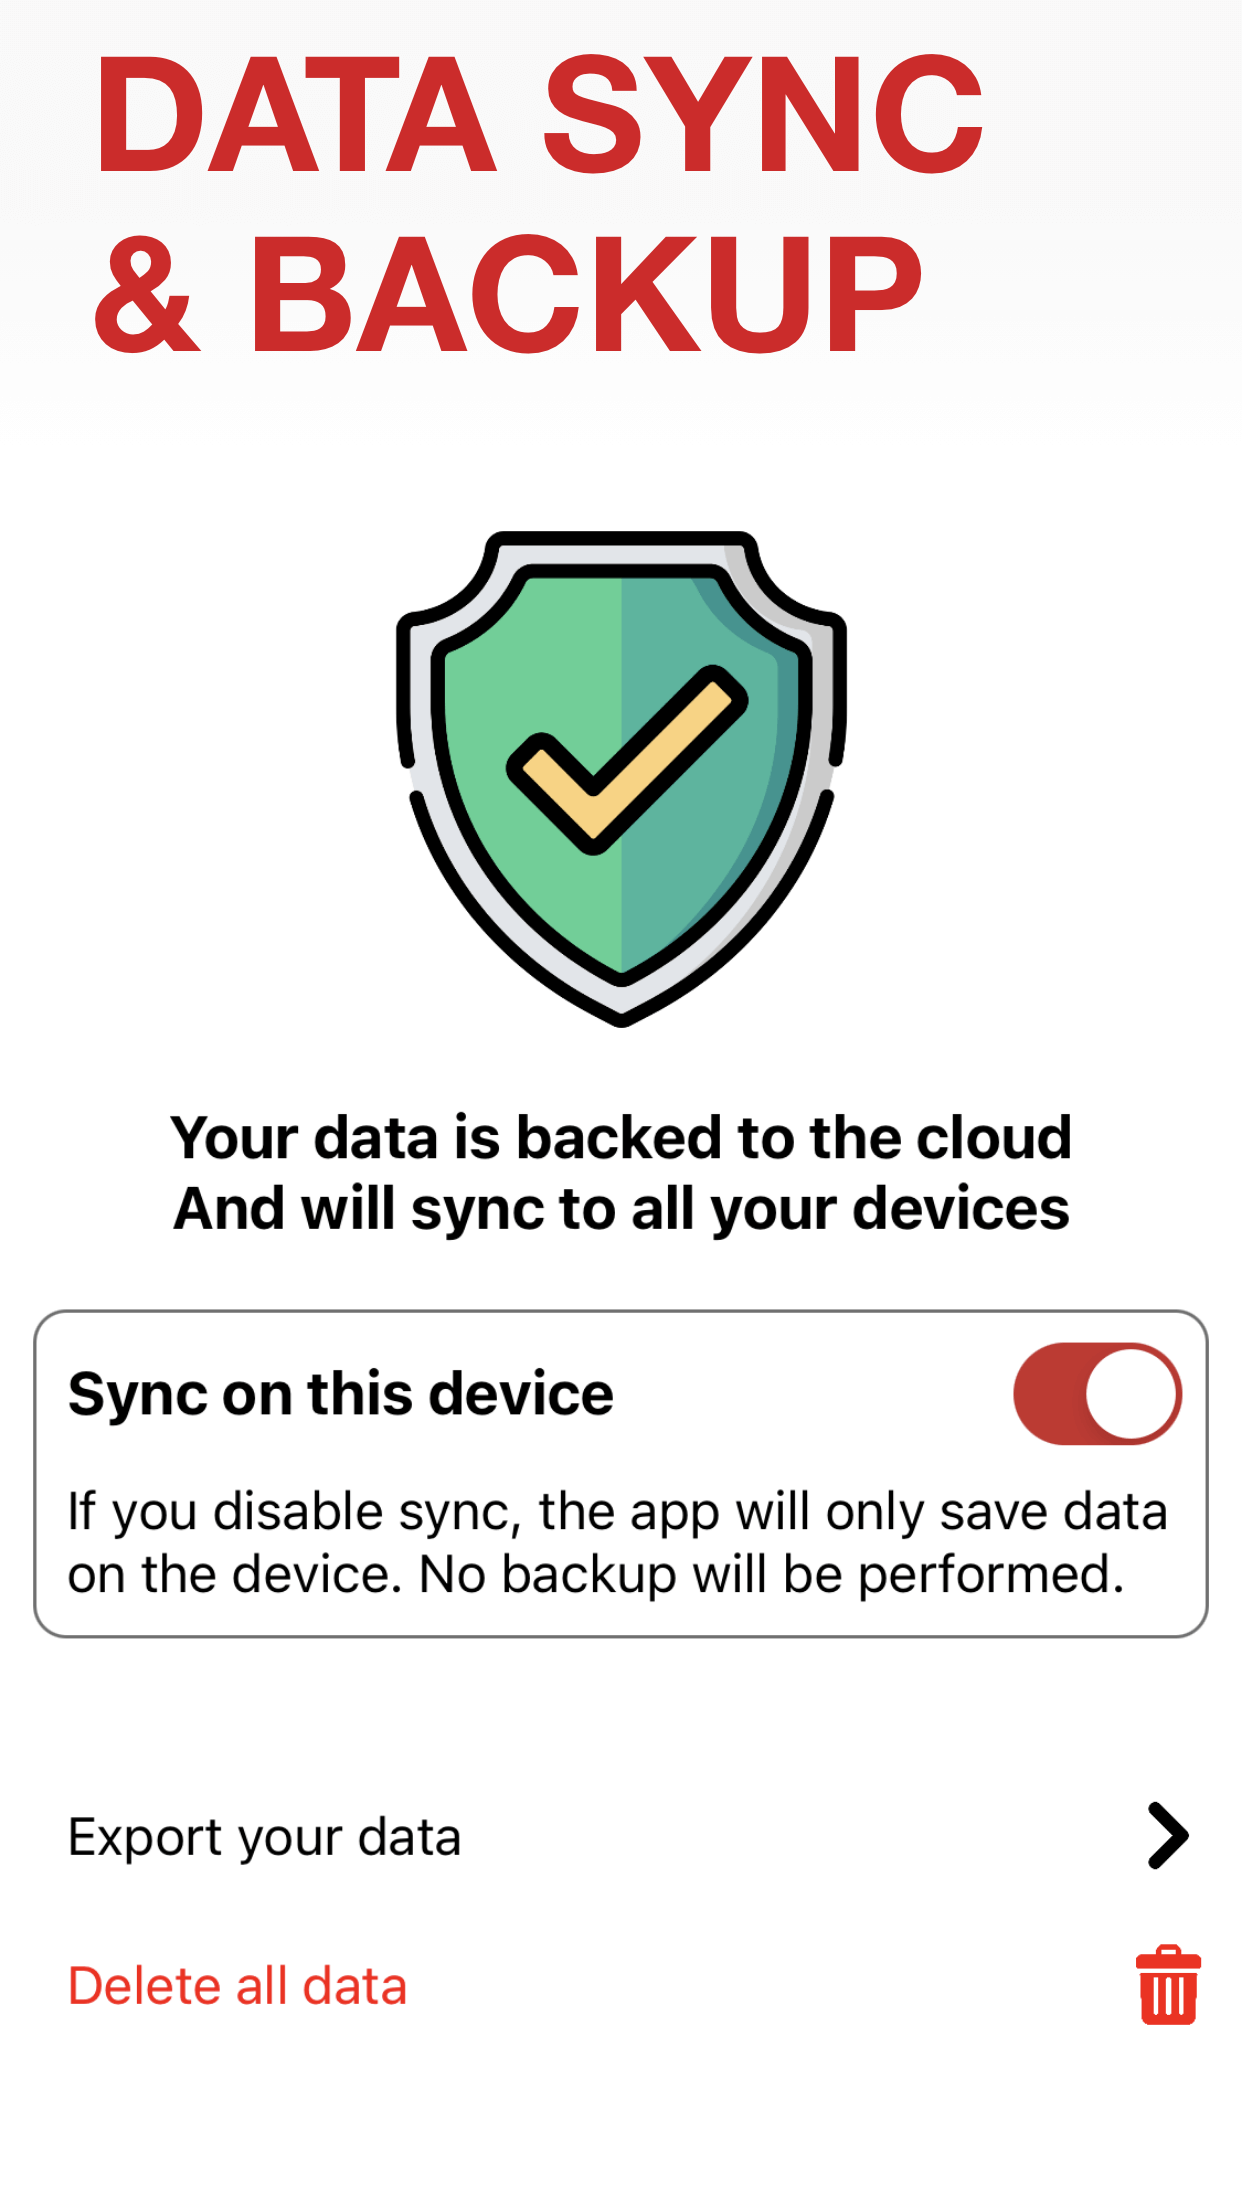 DATA SYNC
& BACKUP
Your data is backed to the cloud
And will sync to all your devices
Sync on this device
If you disable sync, the app will only save data
on the device. No backup will be performed.
Export your data
Delete all data